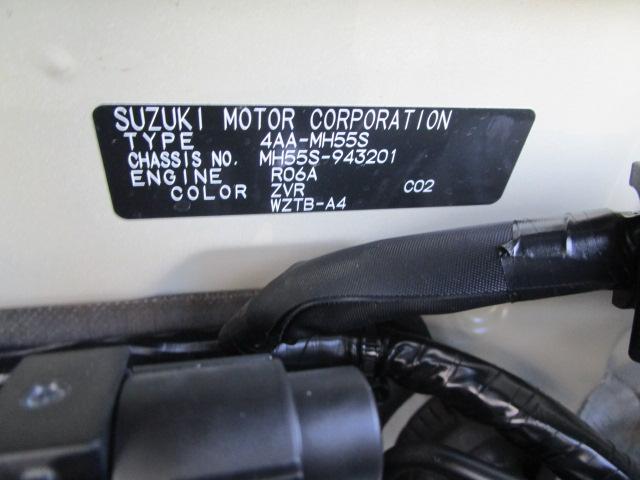 SUZUKI MOTOR CORPORATION
TYPE 4AA-MH55S
CHASSIS NO. MH55S-943201
ENGINE R06A
COLOR ZVR C02
WZTB-A4